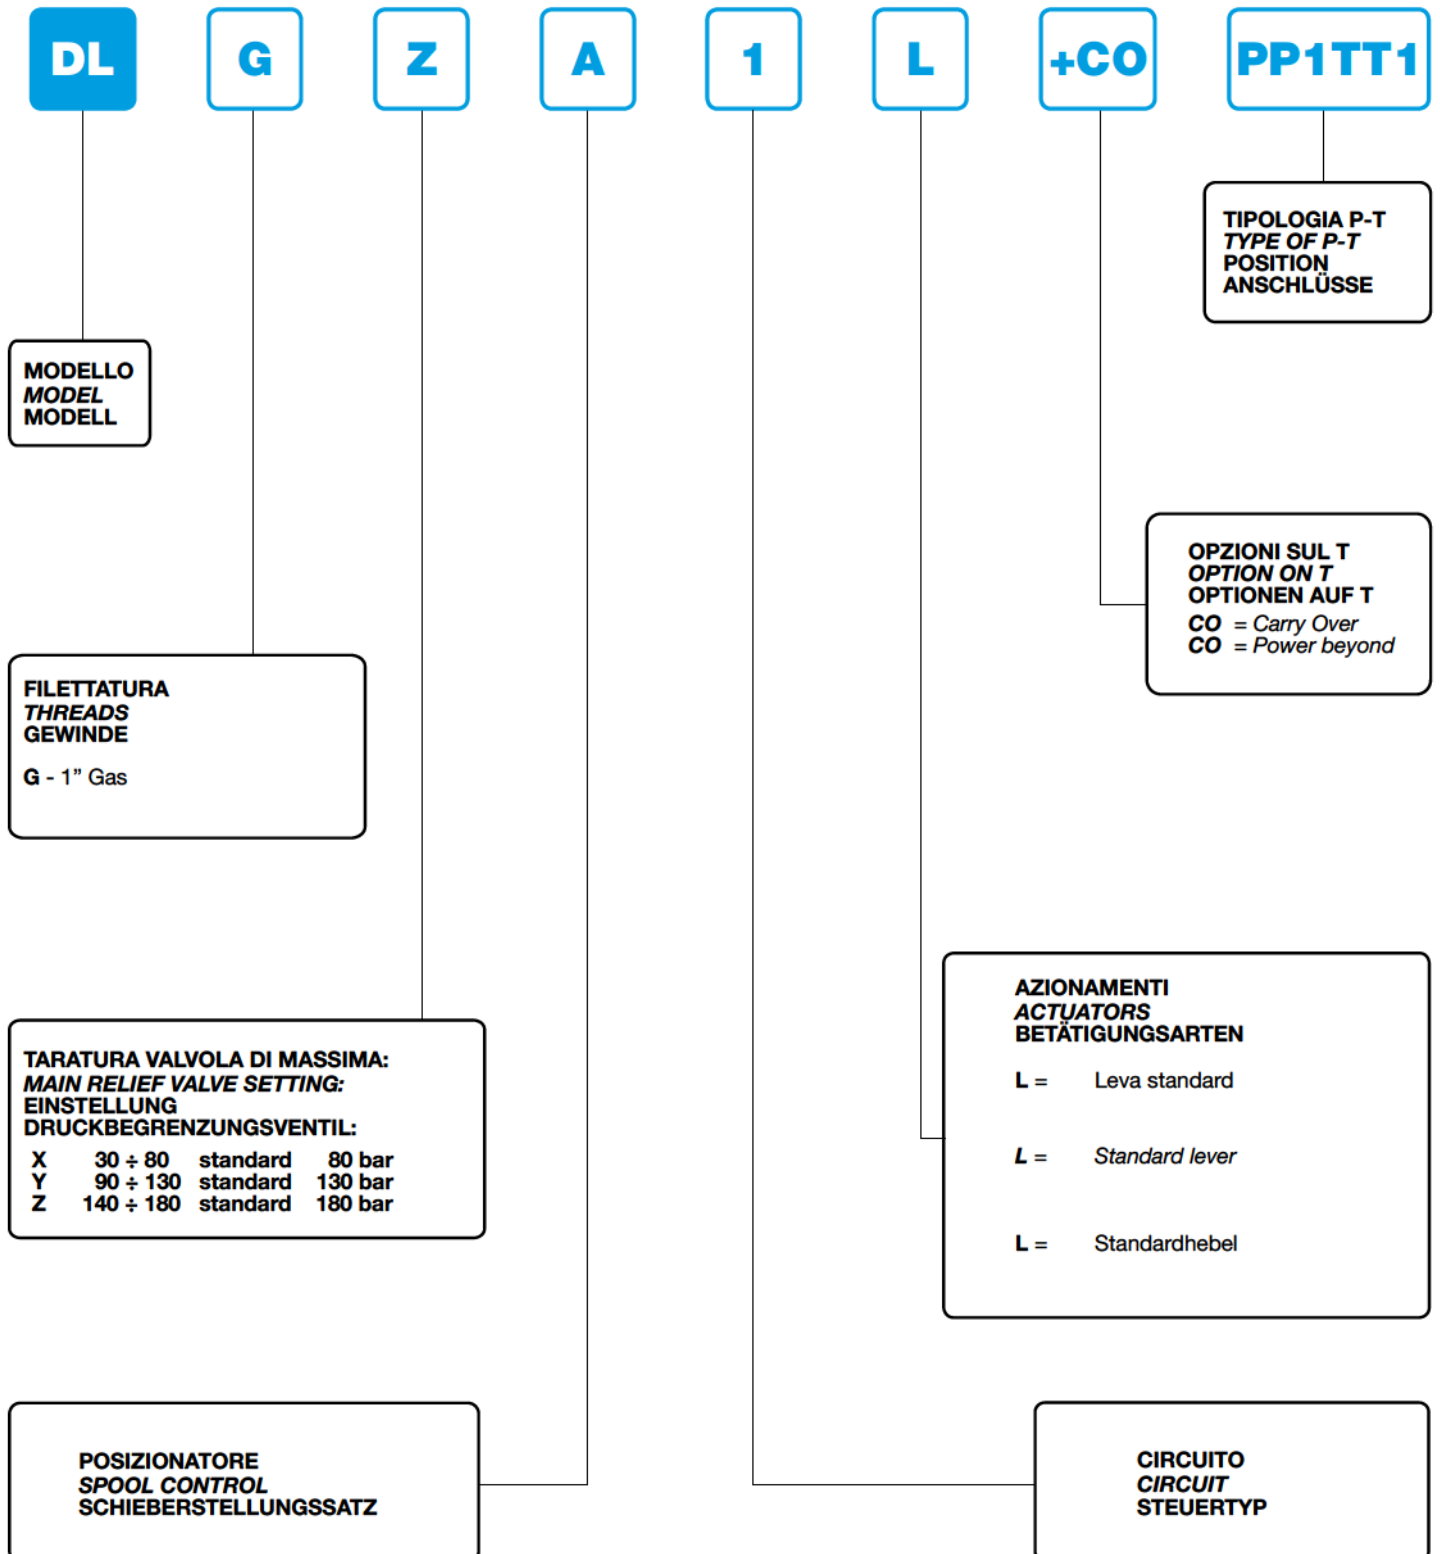 DL G Z A 1 L +CO PP1TT1
TIPOLOGIA P-T
TYPE OF P-T
POSITION
ANSCHLÜSSE
MODELLO
MODEL
MODELL
OPZIONI SUL T
OPTION ON T
OPTIONEN AUF T
CO = Carry Over
CO = Power beyond
FILETTATURA
THREADS
GEWINDE
G - 1” Gas
AZIONAMENTI
ACTUATORS
BETÄTIGUNGSARTEN
L = Leva standard
L = Standard lever
L = Standardhebel
TARATURA VALVOLA DI MASSIMA:
MAIN RELIEF VALVE SETTING:
EINSTELLUNG
DRUCKBEGRENZUNGSVENTIL:
X 30 ÷ 80 standard 80 bar
Y 90 ÷ 130 standard 130 bar
Z 140 ÷ 180 standard 180 bar
POSIZIONATORE
SPOOL CONTROL
SCHIEBERSTELLUNGSSATZ
CIRCUITO
CIRCUIT
STEUERTYP